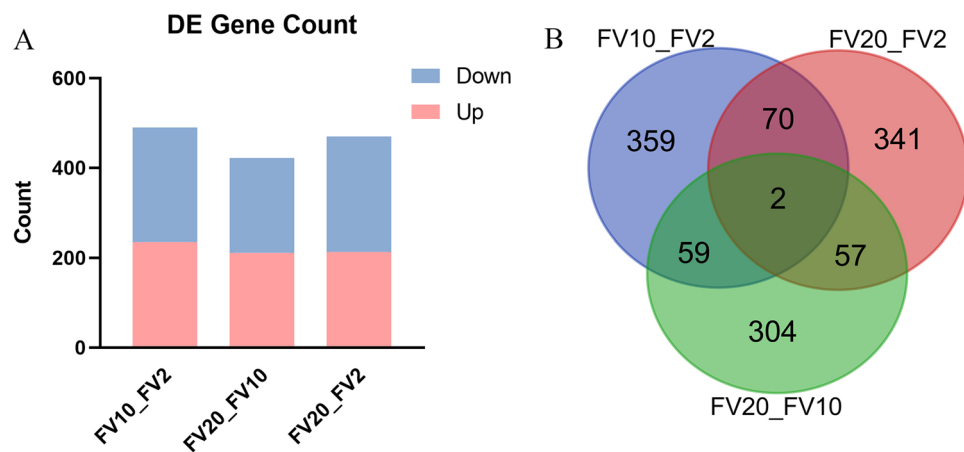 A
DE Gene Count
Down
Up
600
400
200
0
Count
FV10_FV2
FV20_FV10
FV20_FV2
B
FV10_FV2
FV20_FV2
70
359
341
2
59
57
304
FV20_FV10